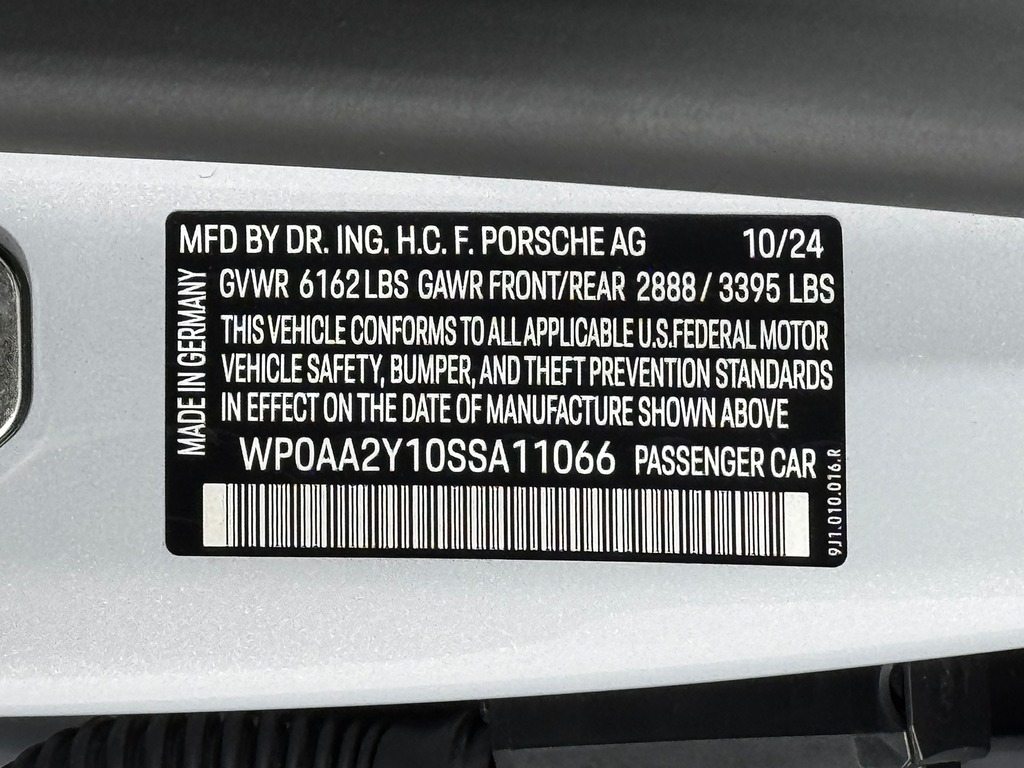 MFD BY DR. ING. H.C. F. PORSCHE AG 10/24
GVWR 6162 LBS GAWR FRONT/REAR 2888 / 3395 LBS
THIS VEHICLE CONFORMS TO ALL APPLICABLE U.S.FEDERAL MOTOR
VEHICLE SAFETY, BUMPER, AND THEFT PREVENTION STANDARDS
IN EFFECT ON THE DATE OF MANUFACTURE SHOWN ABOVE
WP0AA2Y10SSA11066 PASSENGER CAR
MADE IN GERMANY
9J1.010.016.R